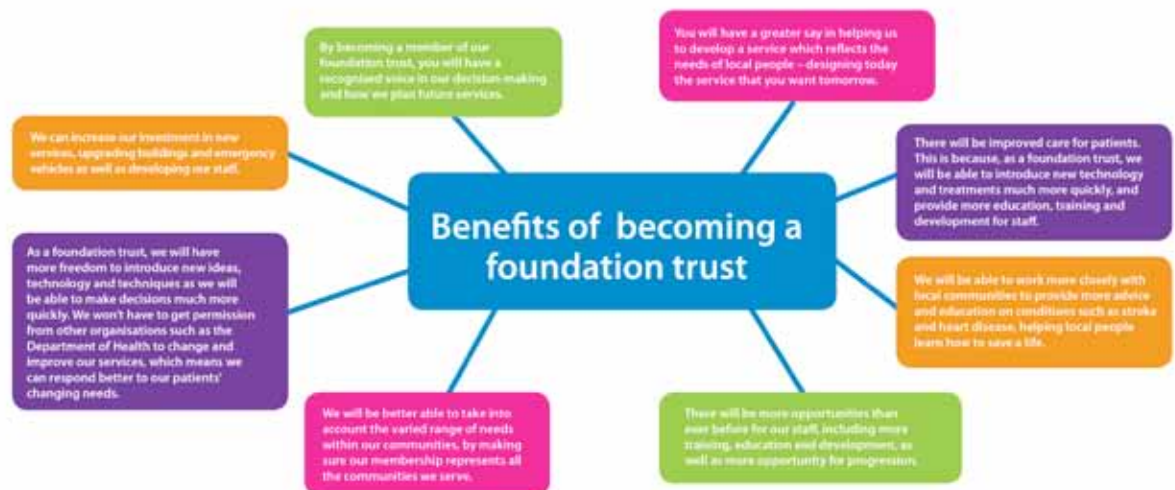 By becoming a member of our
foundation trust, you will have a
recognised voice in our decision-making
and how we plan future services.
You will have a greater say in helping us
to develop a service which reflects the
needs of local people – designing today
the service that you want tomorrow.
We can increase our investment in new
services, upgrading buildings and emergency
vehicles as well as developing our staff.
There will be improved care for patients.
This is because, as a foundation trust, we
will be able to introduce new technology
and treatments much more quickly, and
provide more education, training and
development for staff.
Benefits of becoming a
foundation trust
As a foundation trust, we will have
more freedom to introduce new ideas,
technology and techniques as we will
be able to make decisions much more
quickly. We won't have to get permission
from other organisations such as the
Department of Health to change and
improve our services, which means we
can respond better to our patients'
changing needs.
We will be able to work more closely with
local communities to provide more advice
and education on conditions such as stroke
and heart disease, helping local people
learn how to save a life.
We will be better able to take into
account the varied range of needs
within our communities, by making
sure our membership represents all
the communities we serve.
There will be more opportunities than
ever before for our staff, including more
training, education and development, as
well as more opportunity for progression.